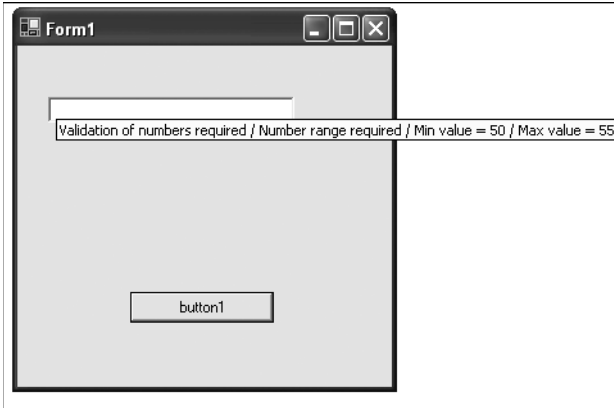 Form1
Validation of numbers required / Number range required / Min value = 50 / Max value = 55
button1